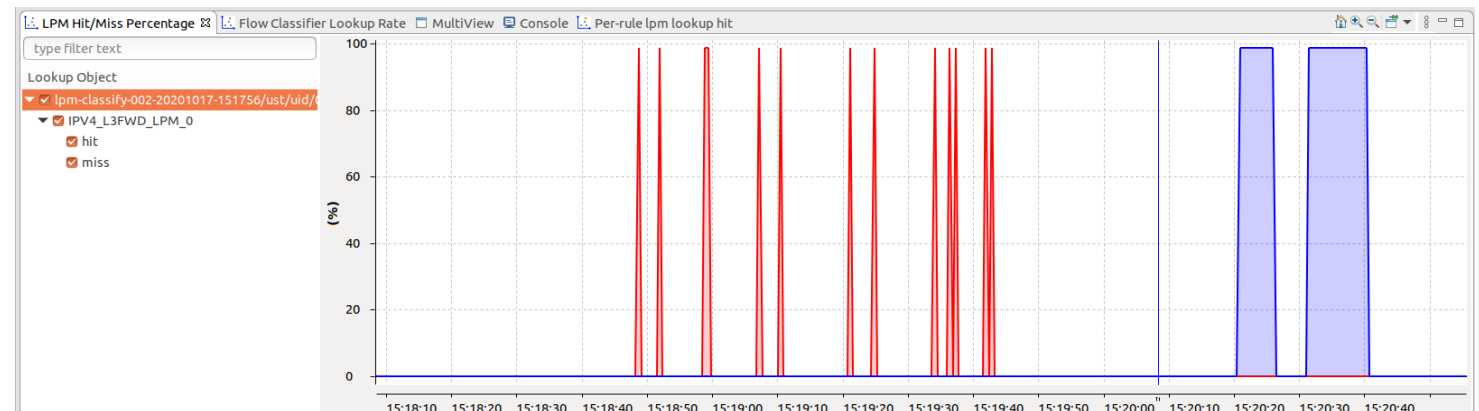 LPM Hit/Miss Percentage Flow Classifier Lookup Rate MultiView Console Per-rule lpm lookup hit
type filter text
Lookup Object
lpm-classify-002-20201017-151756/ust/uid/
IPV4_L3FWD_LPM_0
hit
miss
(%)
100
80
60
40
20
0
15:18:10 15:18:20 15:18:30 15:18:40 15:18:50 15:19:00 15:19:10 15:19:20 15:19:30 15:19:40 15:19:50 15:20:00 15:20:10 15:20:20 15:20:30 15:20:40